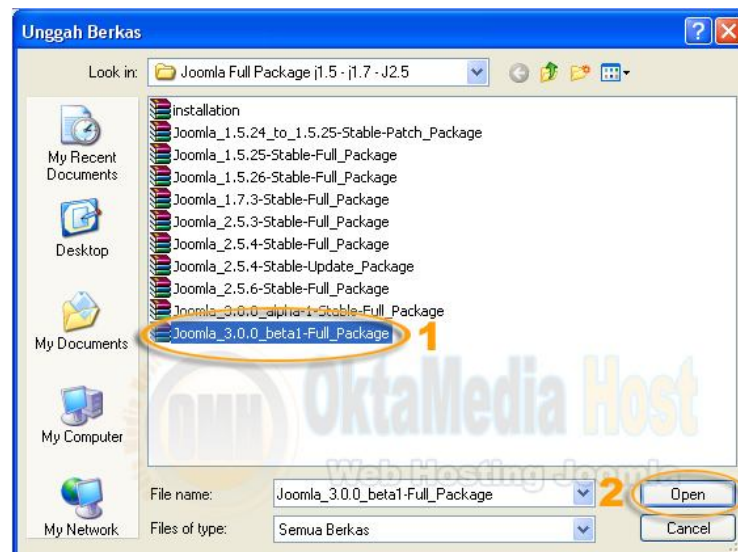 Unggah Berkas
Look in: Joomla Full Package j1.5 - j1.7 - J2.5
My Recent Documents
Desktop
My Documents
My Computer
My Network
installation
Joomla_1.5.24_to_1.5.25-Stable-Patch_Package
Joomla_1.5.25-Stable-Full_Package
Joomla_1.5.26-Stable-Full_Package
Joomla_1.7.3-Stable-Full_Package
Joomla_2.5.3-Stable-Full_Package
Joomla_2.5.4-Stable-Full_Package
Joomla_2.5.4-Stable-Update_Package
Joomla_2.5.6-Stable-Full_Package
Joomla_3.0.0_alpha-1-Stable-Full_Package
Joomla_3.0.0_beta1-Full_Package 1
OMH OktaMedia Host
Web Hosting Joomla
File name: Joomla_3.0.0_beta1-Full_Package 2 Open
Files of type: Semua Berkas Cancel